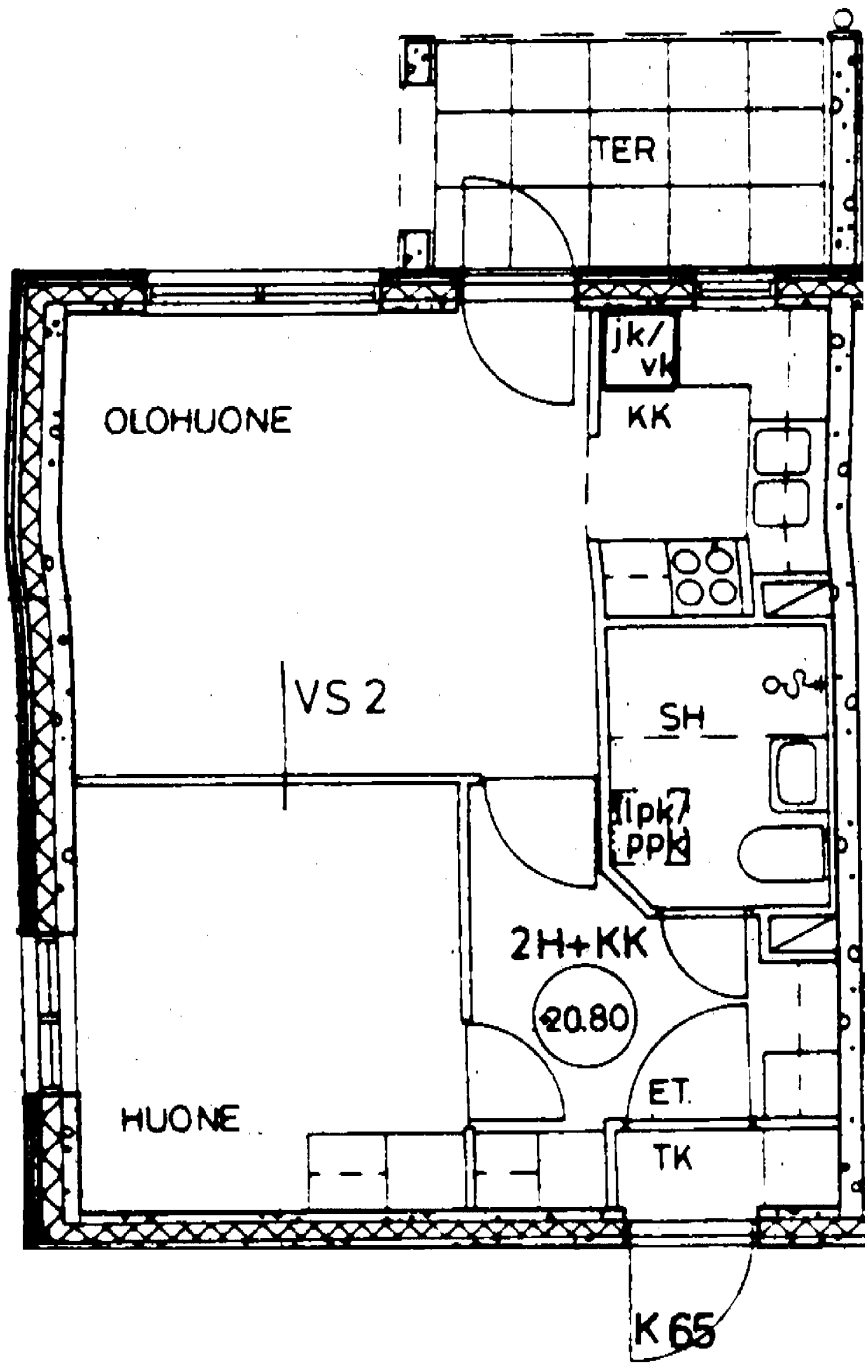 TER
jk/
vk
OLOHUONE
KK
VS 2
SH
lpk/
ppk
2H+KK
+20.80
ET.
HUONE
TK
K 65